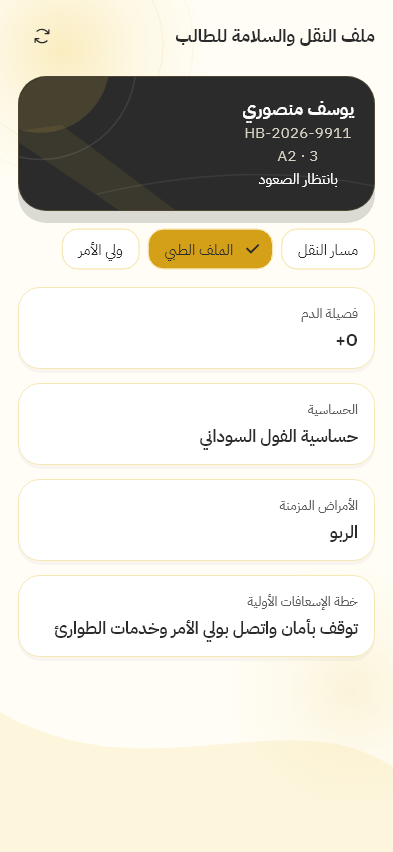 ملف النقل والسلامة للطالب
يوسف منصوري
HB-2026-9911
A2 · 3
بانتظار الصعود
مسار النقل
الملف الطبي
ولي الأمر
فصيلة الدم
O+
الحساسية
حساسية الفول السوداني
الأمراض المزمنة
الربو
خطة الإسعافات الأولية
توقف بأمان واتصل بولي الأمر وخدمات الطوارئ